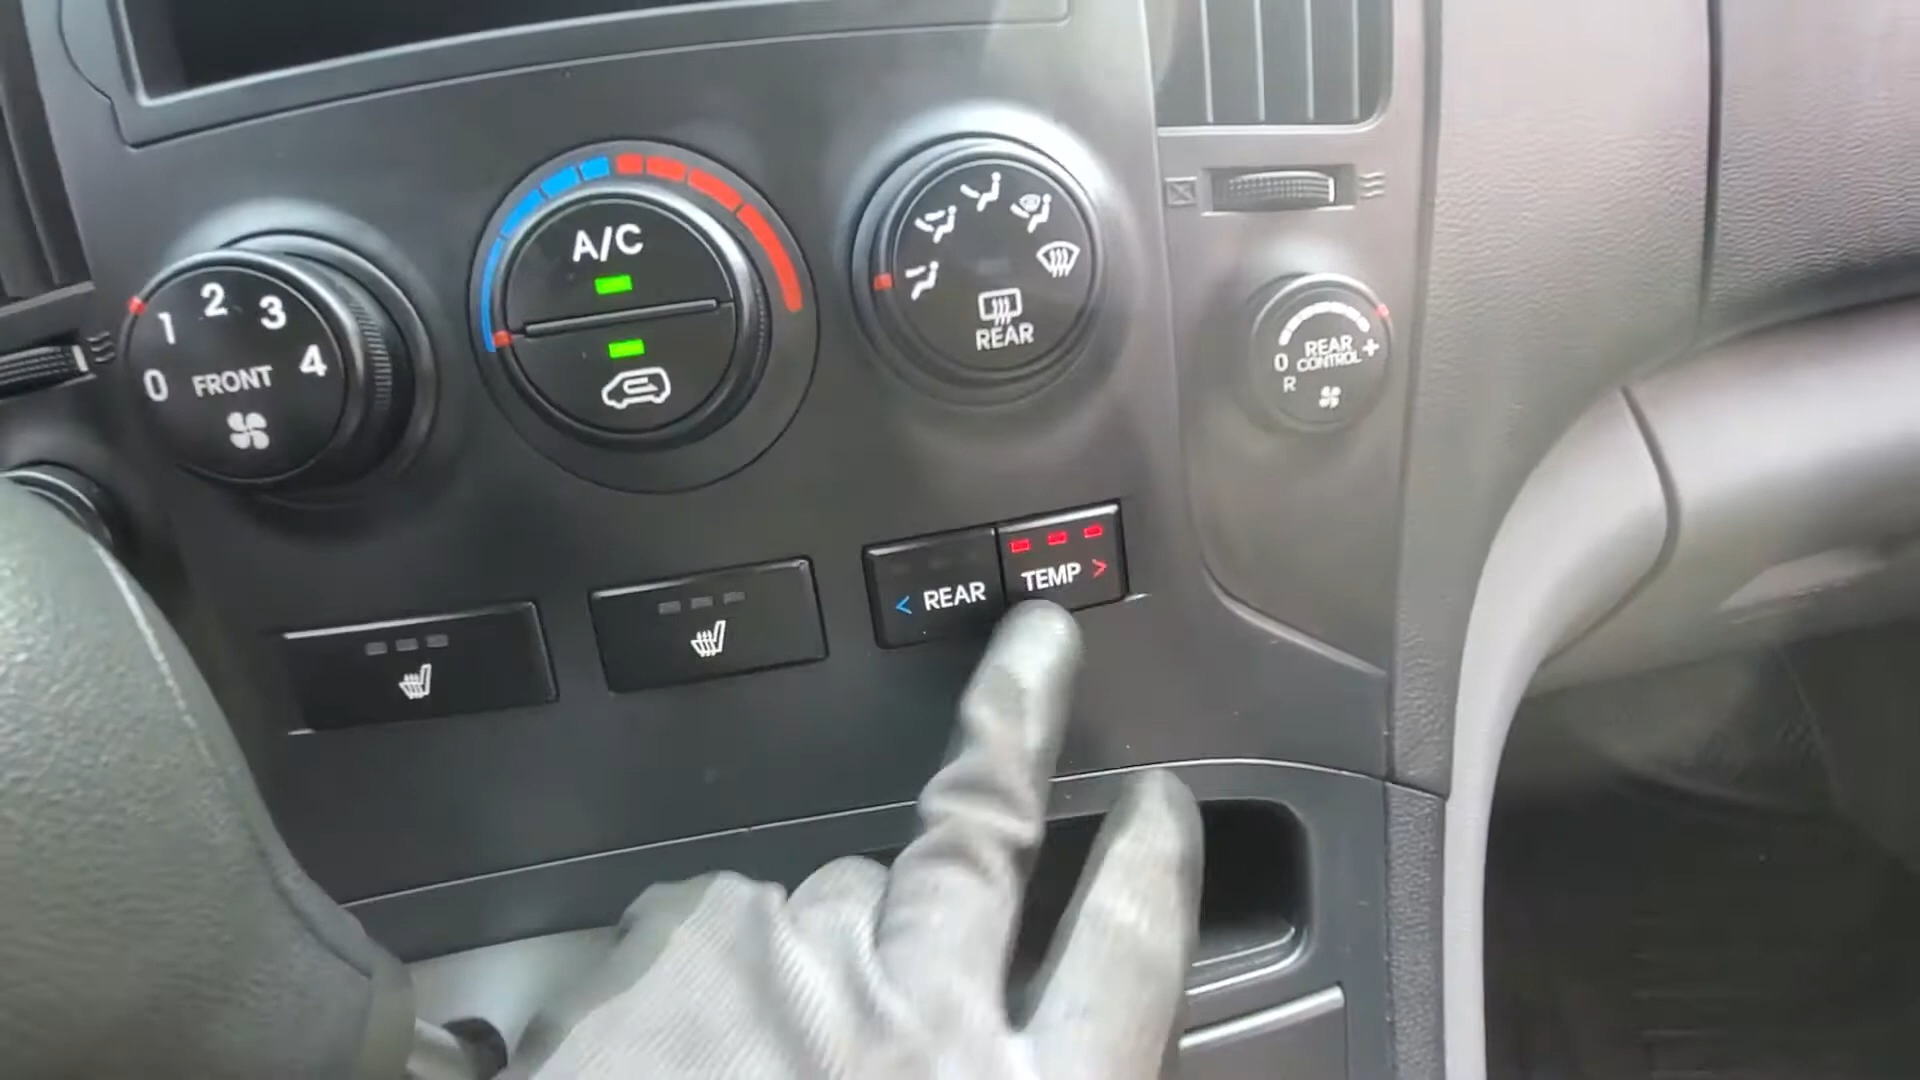 1 2 3
0 4
FRONT
A/C
REAR
REAR
CONTROL
0 +
R
< REAR
TEMP >